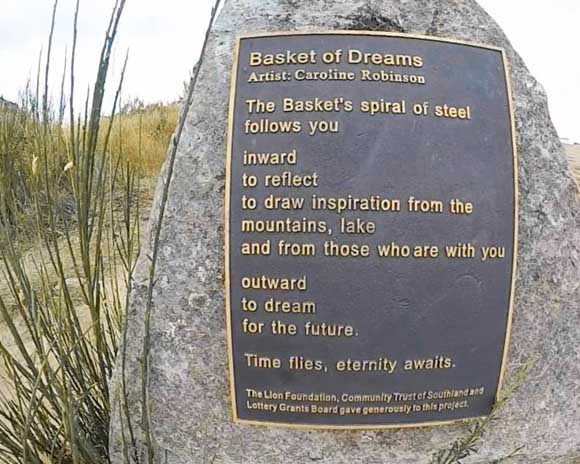 Basket of Dreams
Artist: Caroline Robinson
The Basket's spiral of steel
follows you
inward
to reflect
to draw inspiration from the
mountains, lake
and from those who are with you
outward
to dream
for the future.
Time flies, eternity awaits.
The Lion Foundation, Community Trust of Southland and
Lottery Grants Board gave generously to this project.